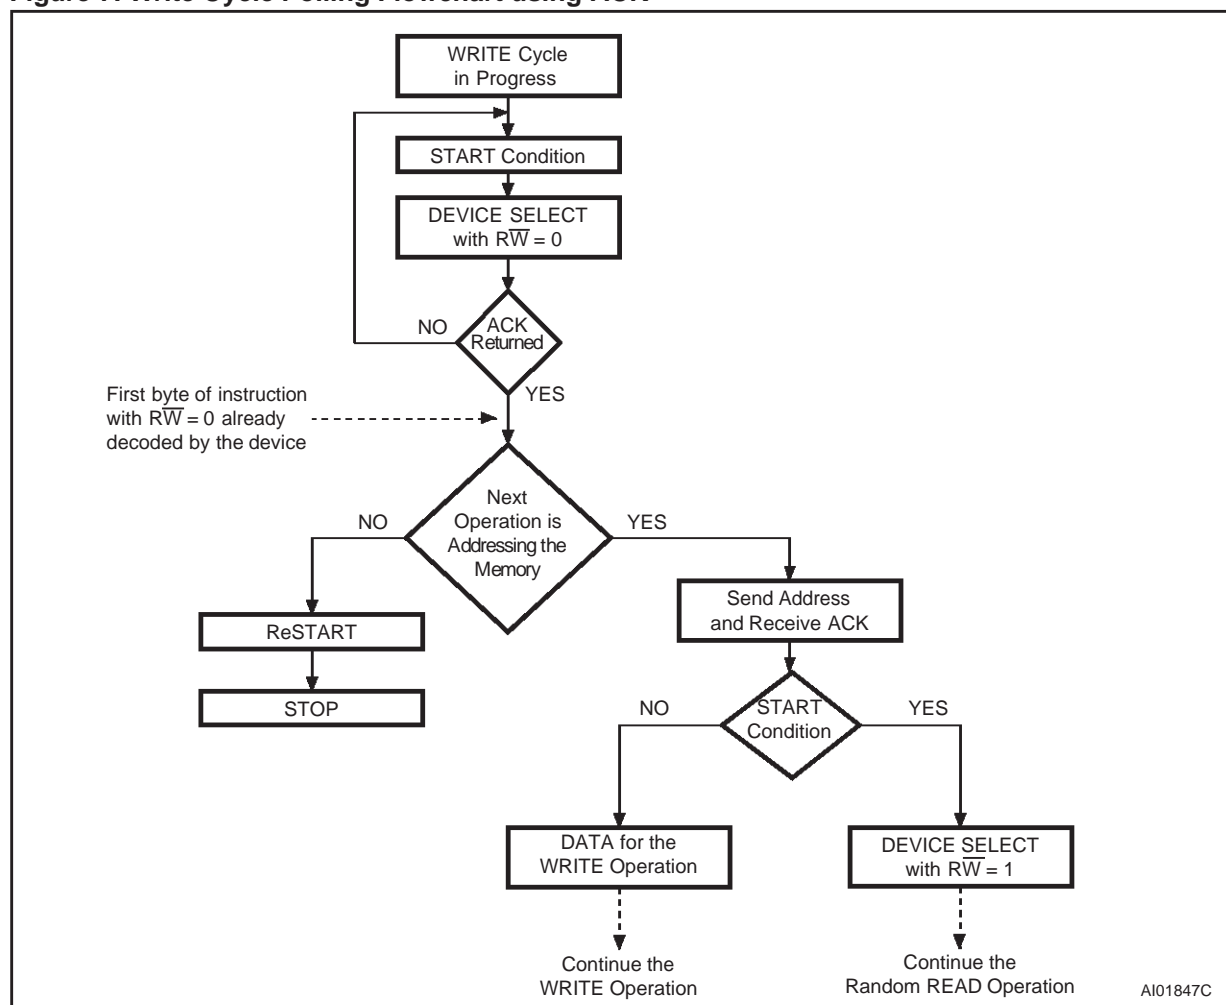 Figure Write Cycle Polling Flowchart using ACK
WRITE Cycle
in Progress
START Condition
DEVICE SELECT
with RW̅ = 0
ACK
Returned
NO
YES
First byte of instruction
with RW̅ = 0 already
decoded by the device
Next
Operation is
Addressing the
Memory
NO
YES
ReSTART
STOP
Send Address
and Receive ACK
START
Condition
NO
YES
DATA for the
WRITE Operation
DEVICE SELECT
with RW̅ = 1
Continue the
WRITE Operation
Continue the
Random READ Operation
AI01847C